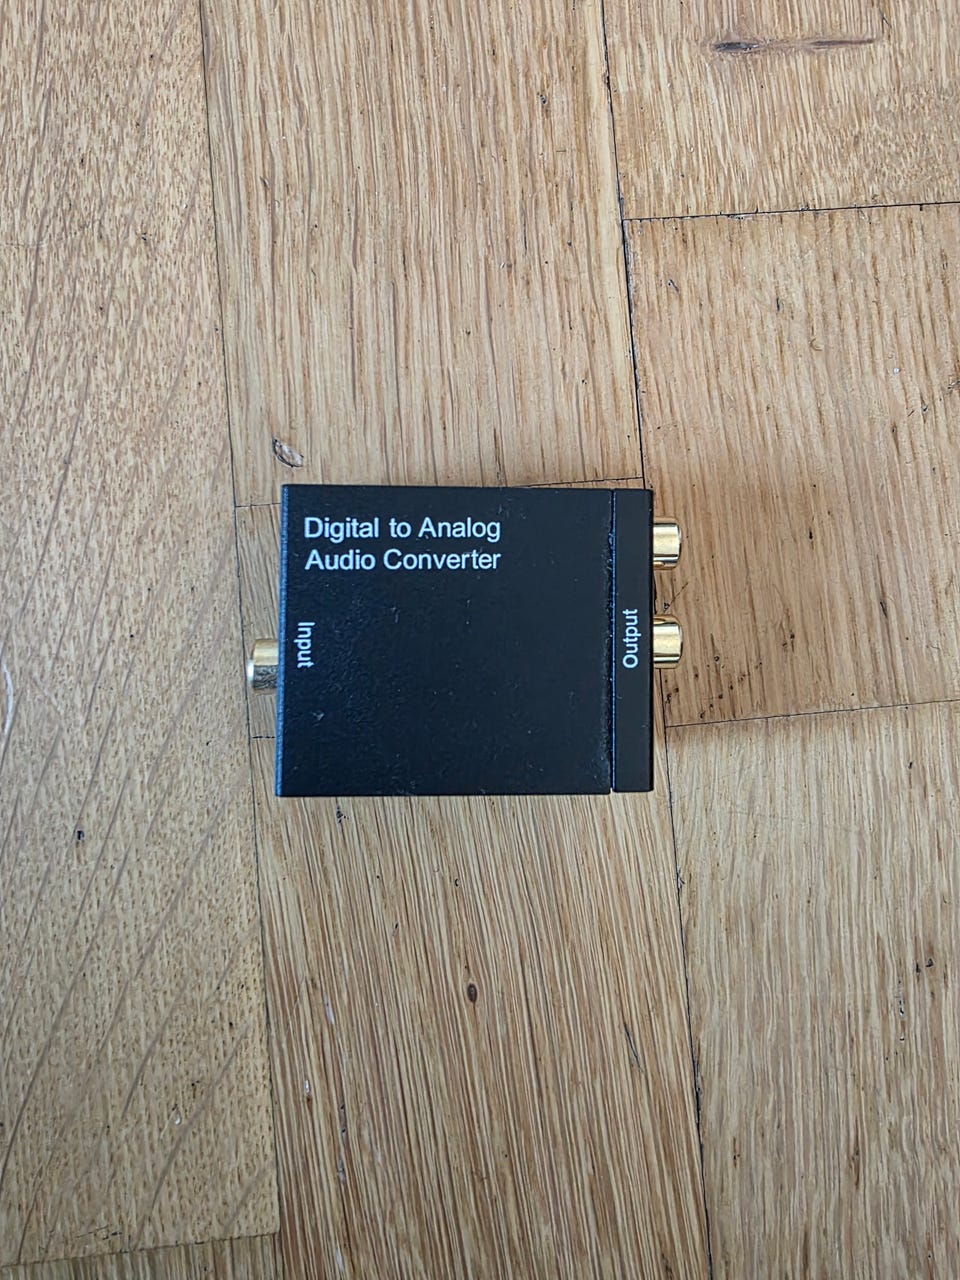 Digital to Analog
Audio Converter
Input
Output